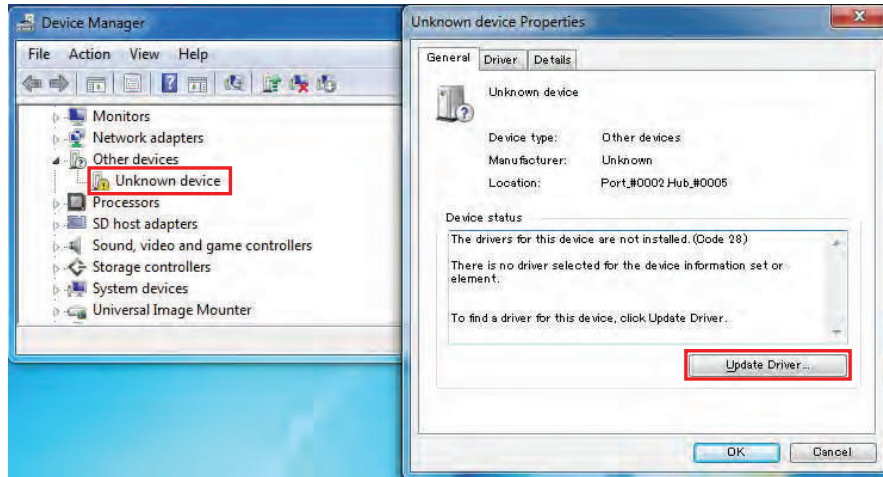 Device Manager
File Action View Help
Monitors
Network adapters
Other devices
Unknown device
Processors
SD host adapters
Sound, video and game controllers
Storage controllers
System devices
Universal Image Mounter
Unknown device Properties
General Driver Details
Unknown device
Device type: Other devices
Manufacturer: Unknown
Location: Port_#0002.Hub_#0005
Device status
The drivers for this device are not installed. (Code 28)
There is no driver selected for the device information set or
element.
To find a driver for this device, click Update Driver.
Update Driver...
OK Cancel